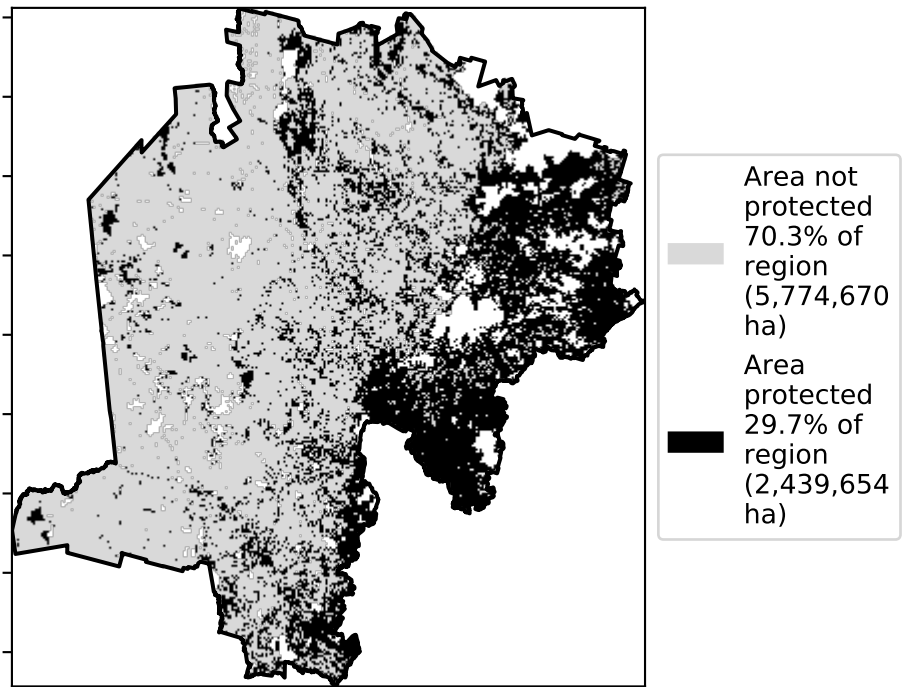 Area not
protected
70.3% of
region
(5,774,670
ha)
Area
protected
29.7% of
region
(2,439,654
ha)